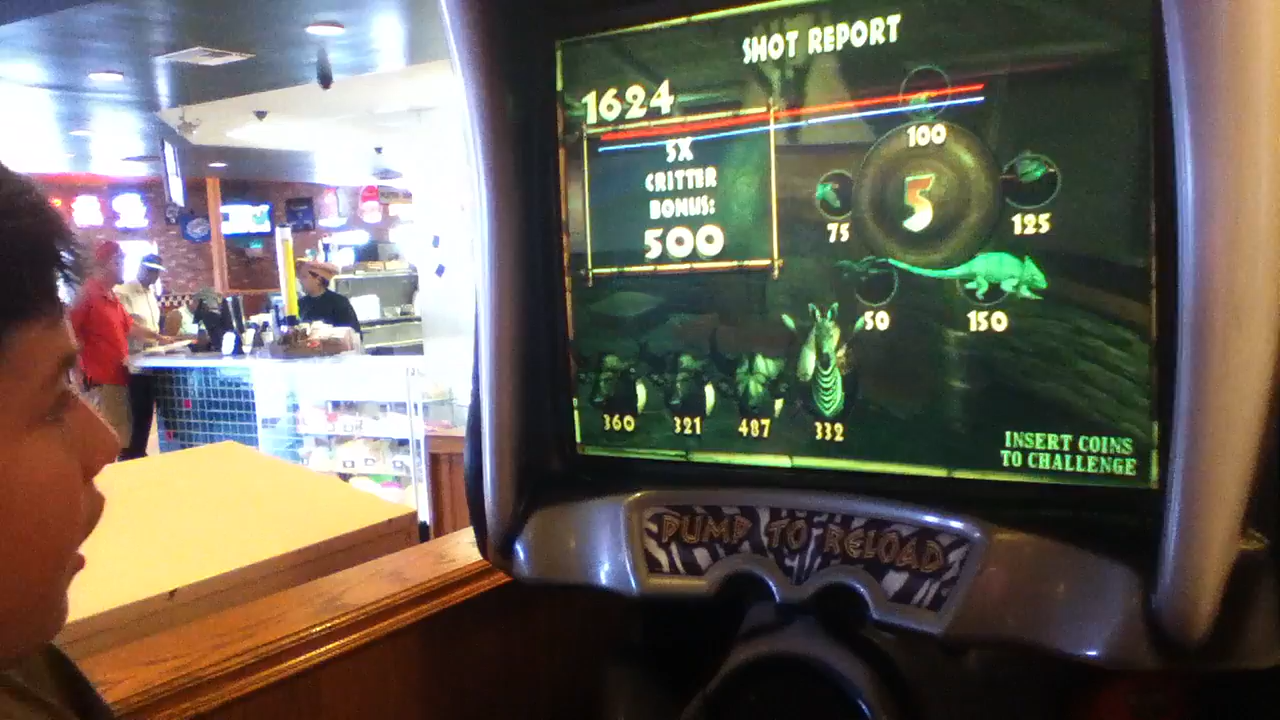 SHOT REPORT
1624
5X
CRITTER
BONUS:
500
100
75
5
125
50
150
360
321
487
332
INSERT COINS
TO CHALLENGE
PUMP TO RELOAD